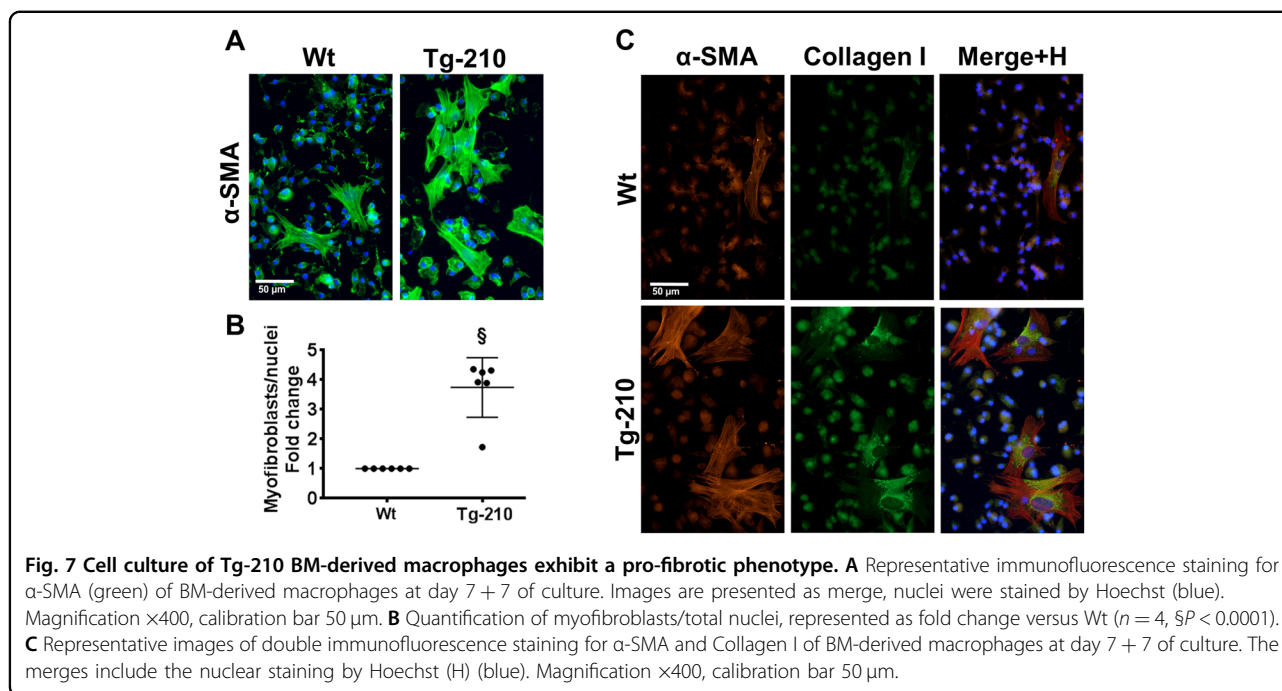 A
Wt
Tg-210
α-SMA
50 µm
B
Myofibroblasts/nuclei
Fold change
5
4
3
2
1
0
§
Wt
Tg-210
C
α-SMA
Collagen I
Merge+H
Wt
50 µm
Tg-210
Fig. 7 Cell culture of Tg-210 BM-derived macrophages exhibit a pro-fibrotic phenotype. A Representative immunofluorescence staining for
α-SMA (green) of BM-derived macrophages at day 7 + 7 of culture. Images are presented as merge, nuclei were stained by Hoechst (blue).
Magnification ×400, calibration bar 50 µm. B Quantification of myofibroblasts/total nuclei, represented as fold change versus Wt (n = 4, §P < 0.0001).
C Representative images of double immunofluorescence staining for α-SMA and Collagen I of BM-derived macrophages at day 7 + 7 of culture. The
merges include the nuclear staining by Hoechst (H) (blue). Magnification ×400, calibration bar 50 µm.